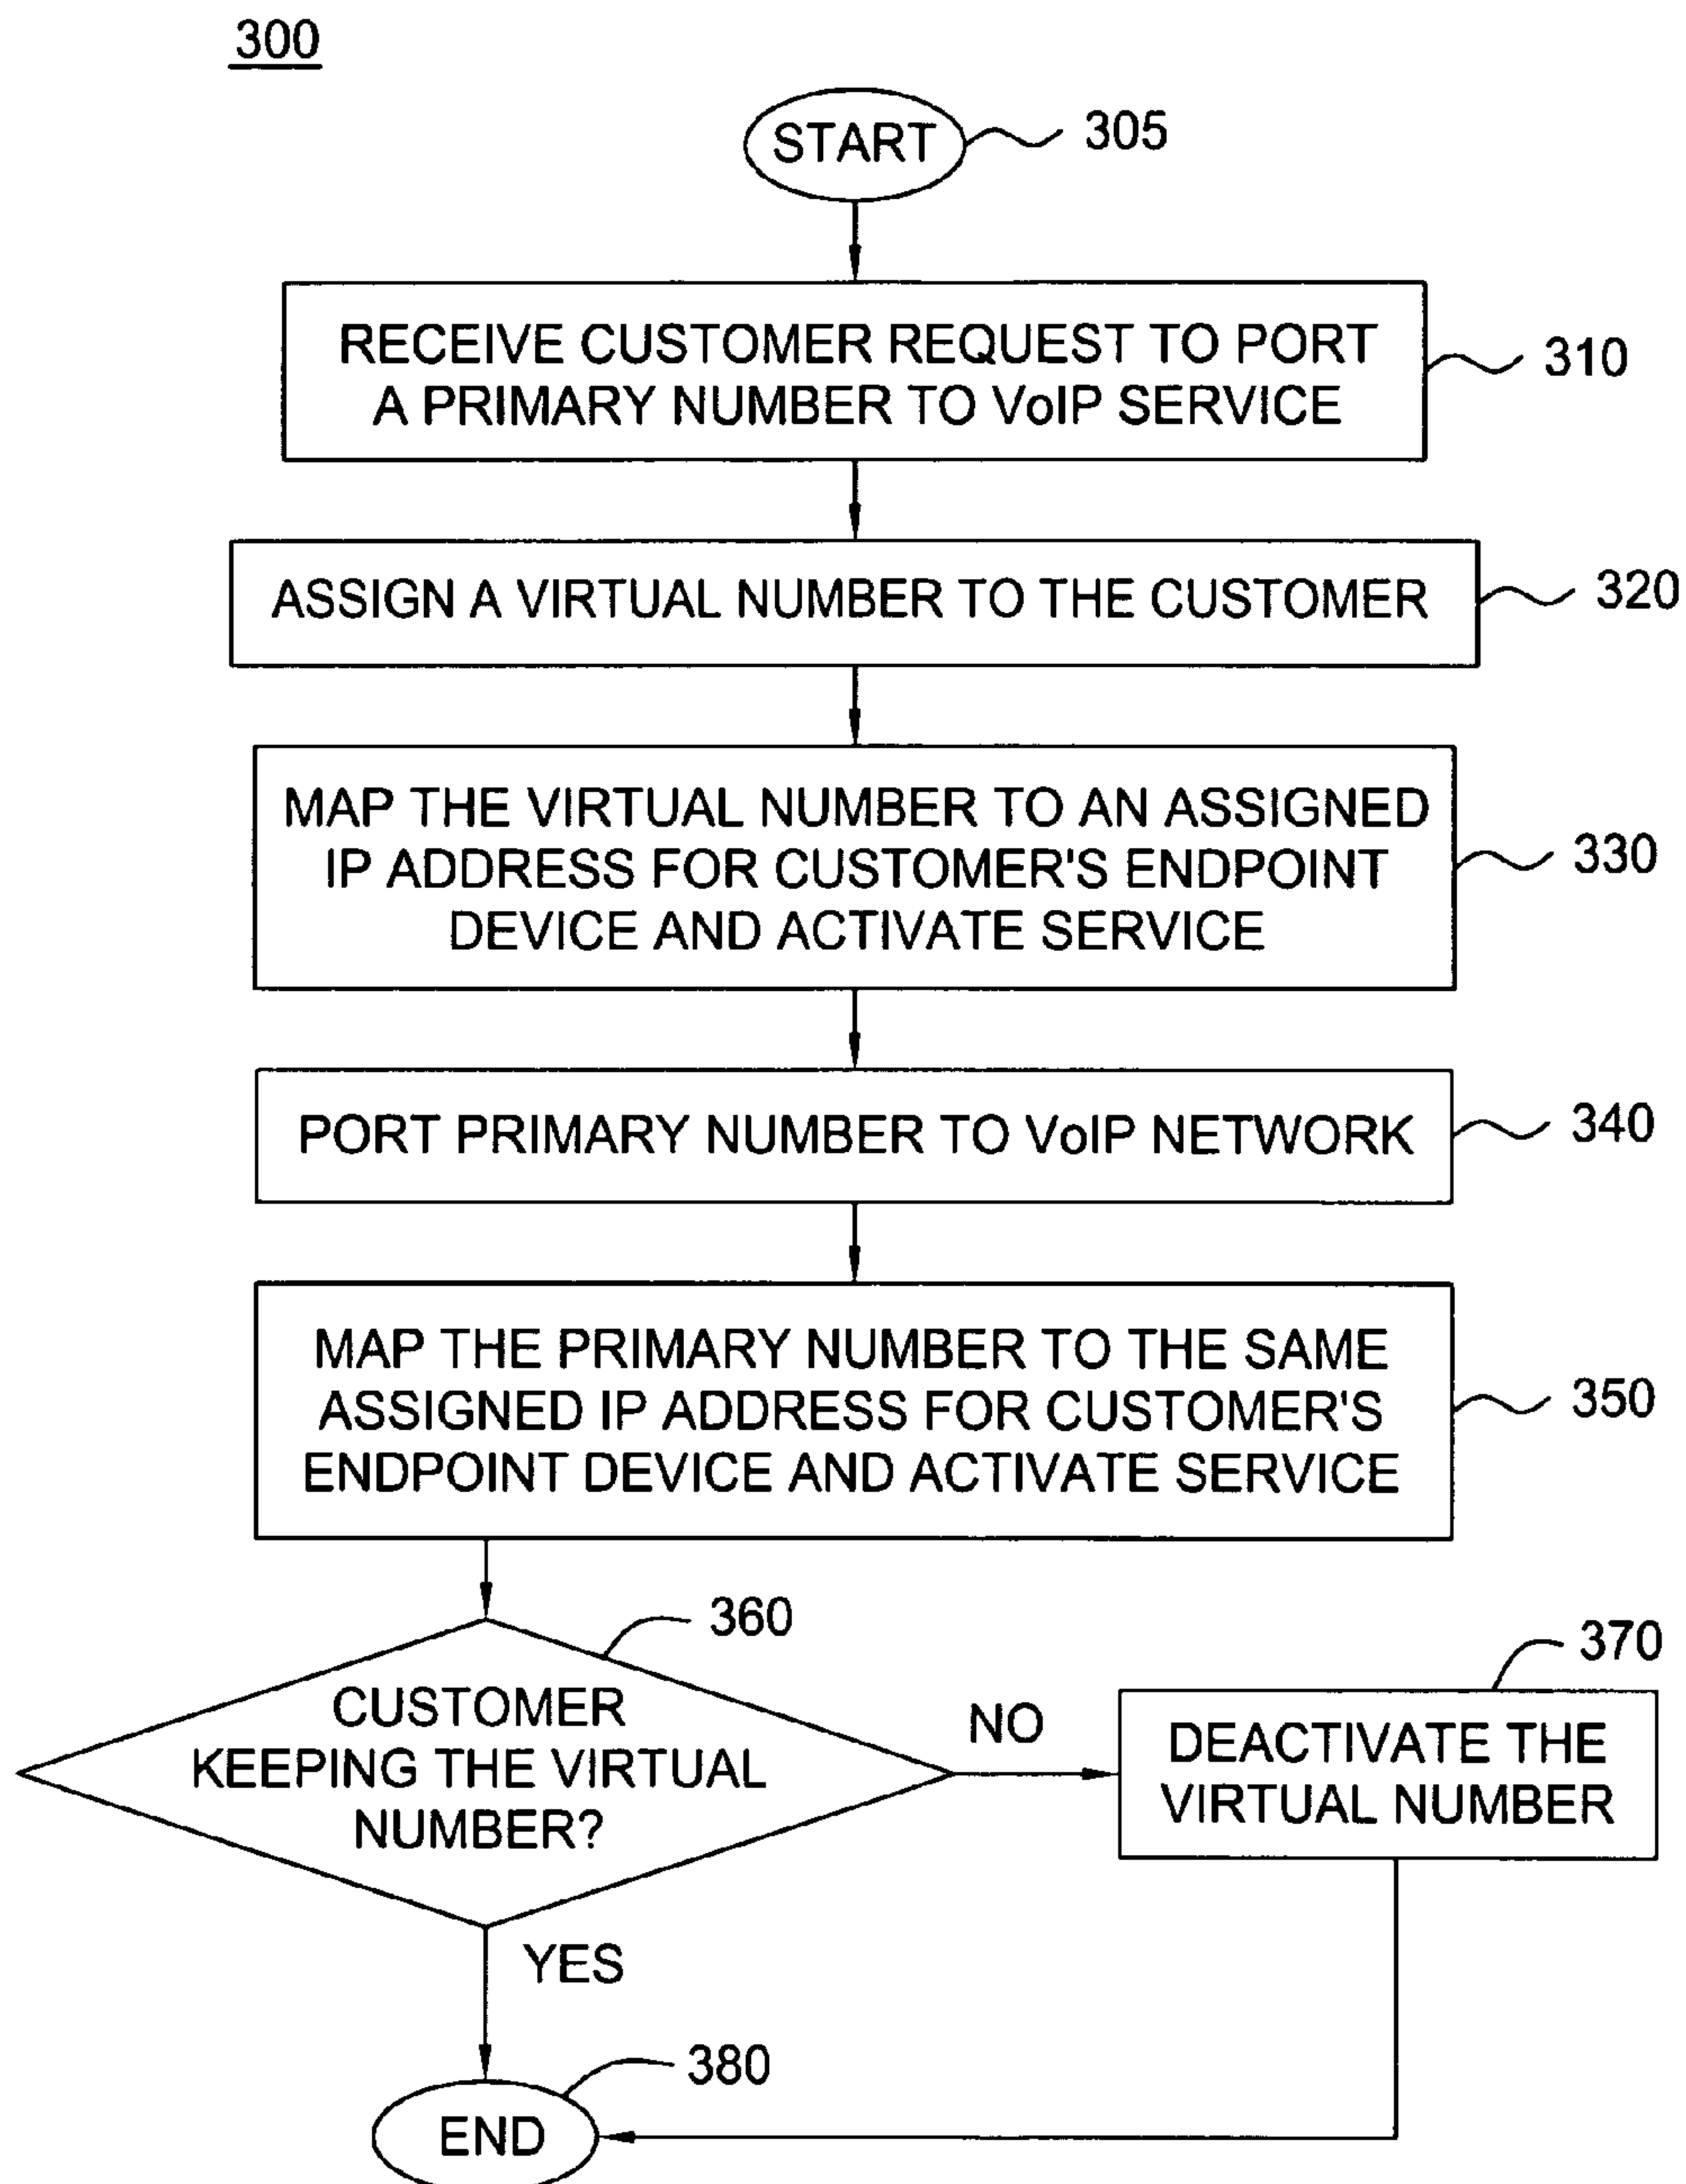 300
START
305
RECEIVE CUSTOMER REQUEST TO PORT
A PRIMARY NUMBER TO VoIP SERVICE
310
ASSIGN A VIRTUAL NUMBER TO THE CUSTOMER
320
MAP THE VIRTUAL NUMBER TO AN ASSIGNED
IP ADDRESS FOR CUSTOMER'S ENDPOINT
DEVICE AND ACTIVATE SERVICE
330
PORT PRIMARY NUMBER TO VoIP NETWORK
340
MAP THE PRIMARY NUMBER TO THE SAME
ASSIGNED IP ADDRESS FOR CUSTOMER'S
ENDPOINT DEVICE AND ACTIVATE SERVICE
350
360
CUSTOMER
KEEPING THE VIRTUAL
NUMBER?
NO
370
DEACTIVATE THE
VIRTUAL NUMBER
YES
380
END